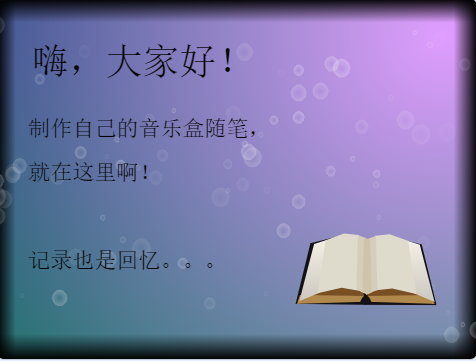 嗨，大家好！
制作自己的音乐盒随笔，
就在这里啊！
记录也是回忆。。。